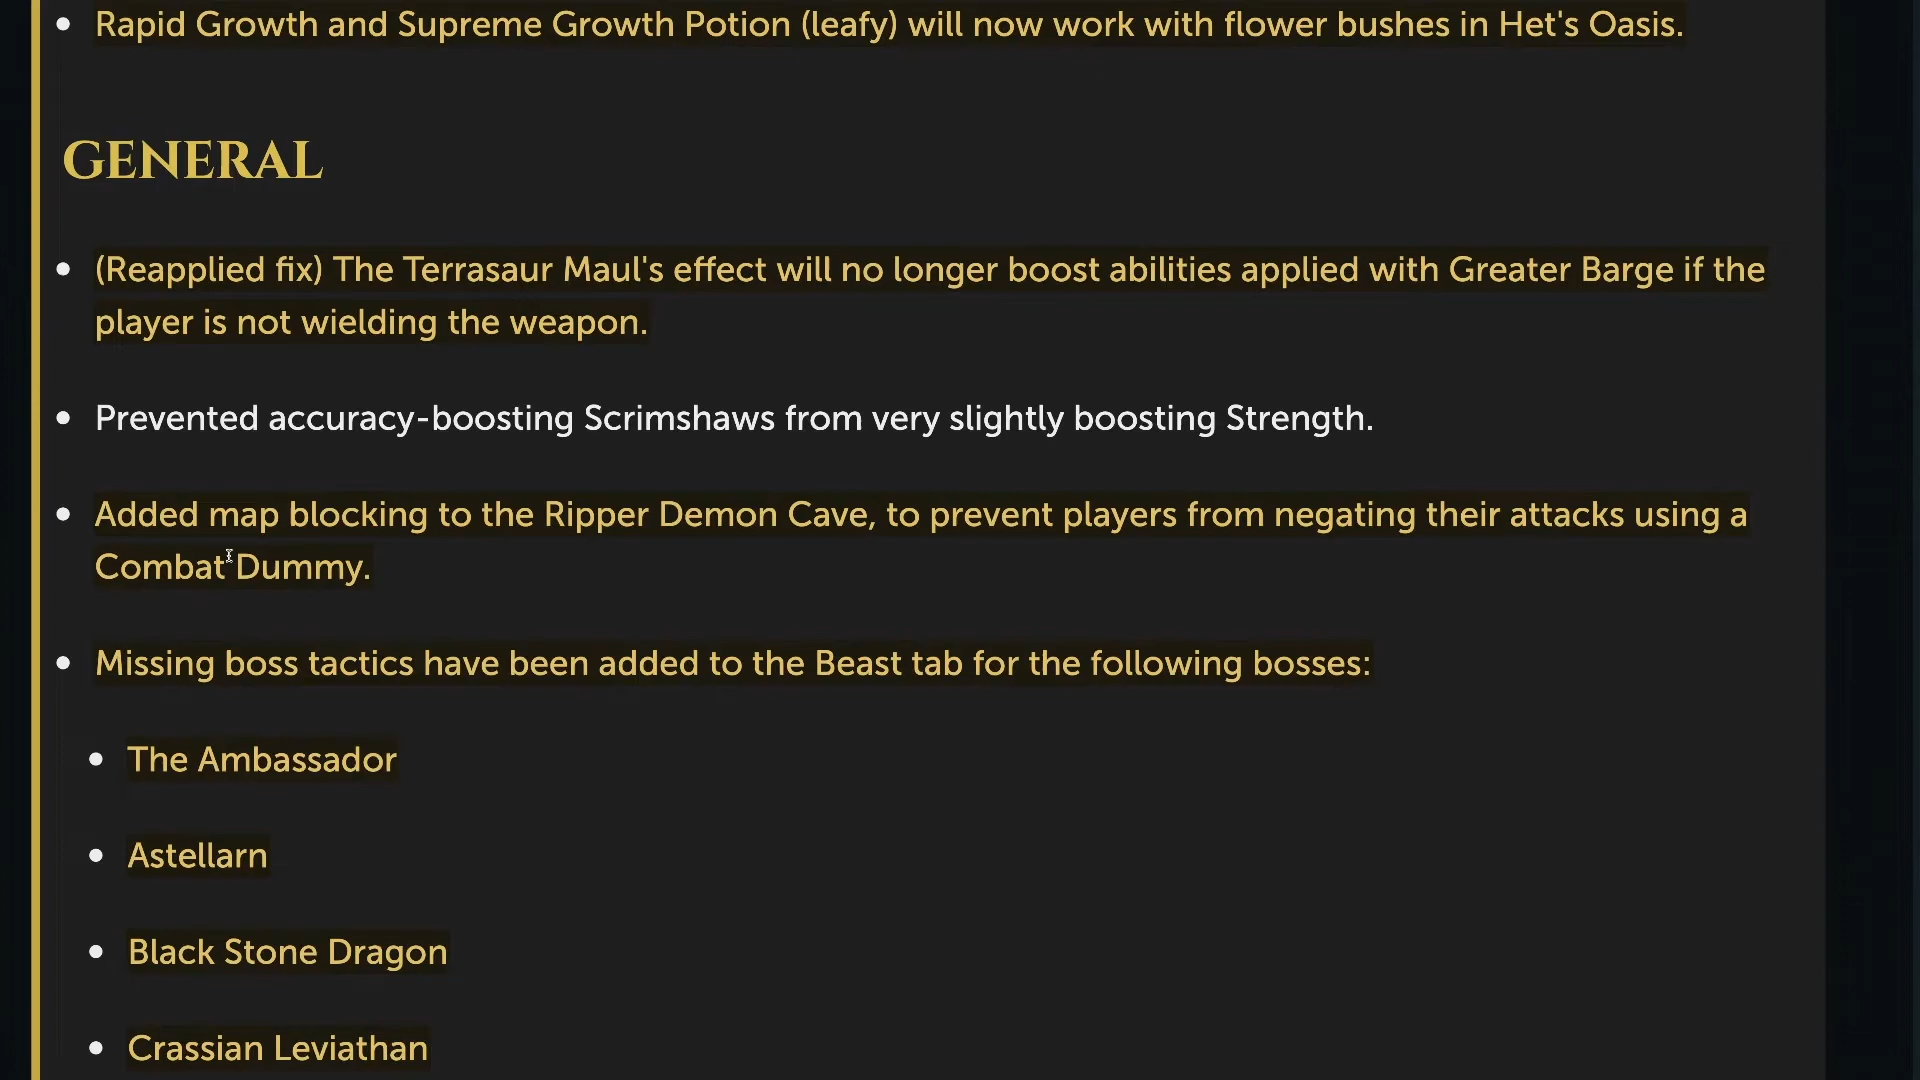 Rapid Growth and Supreme Growth Potion (leafy) will now work with flower bushes in Het's Oasis.
GENERAL
(Reapplied fix) The Terrasaur Maul's effect will no longer boost abilities applied with Greater Barge if the
player is not wielding the weapon.
Prevented accuracy-boosting Scrimshaws from very slightly boosting Strength.
Added map blocking to the Ripper Demon Cave, to prevent players from negating their attacks using a
Combat Dummy.
Missing boss tactics have been added to the Beast tab for the following bosses:
The Ambassador
Astellarn
Black Stone Dragon
Crassian Leviathan